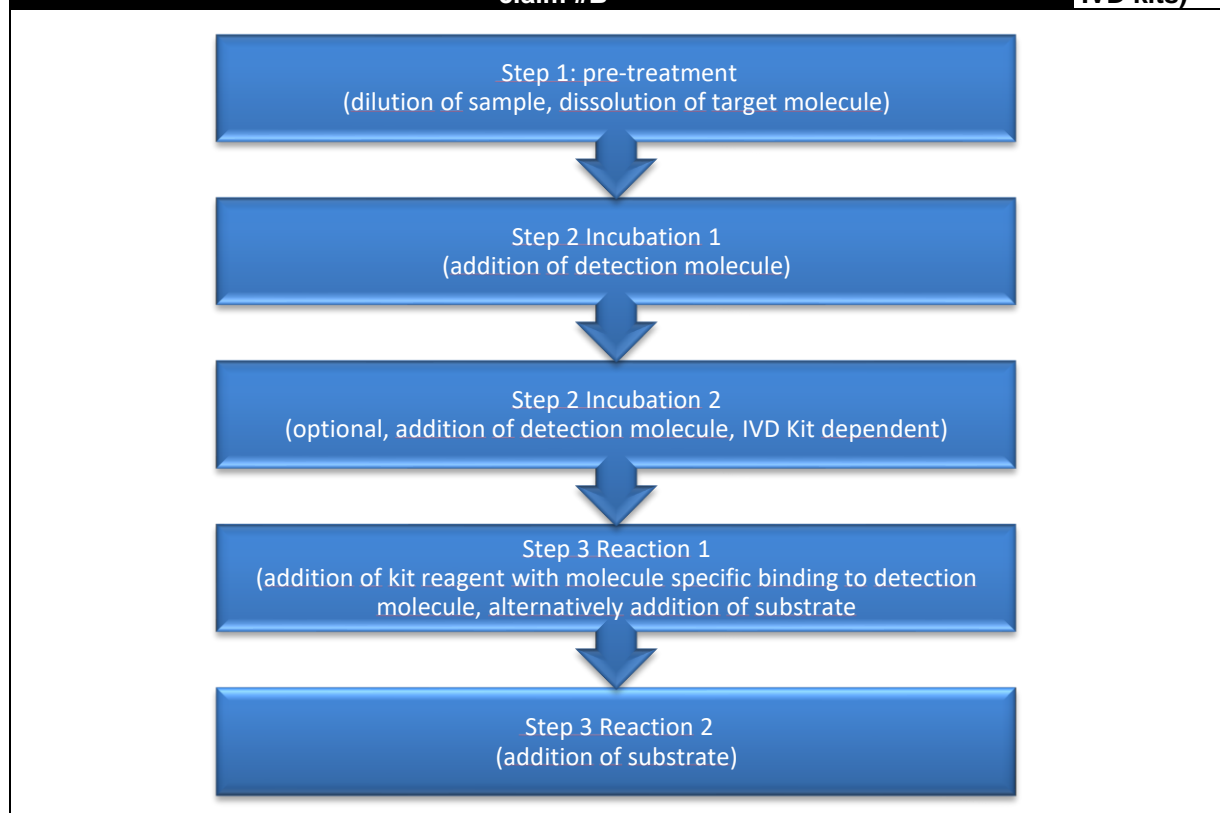 claim #B
IVD kits)
Step 1: pre-treatment
(dilution of sample, dissolution of target molecule)
Step 2 Incubation 1
(addition of detection molecule)
Step 2 Incubation 2
(optional, addition of detection molecule, IVD Kit dependent)
Step 3 Reaction 1
(addition of kit reagent with molecule specific binding to detection
molecule, alternatively addition of substrate
Step 3 Reaction 2
(addition of substrate)